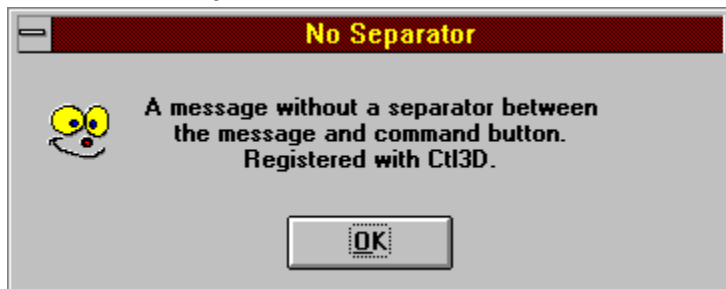 No Separator
A message without a separator between
the message and command button.
Registered with Ctl3D.
OK